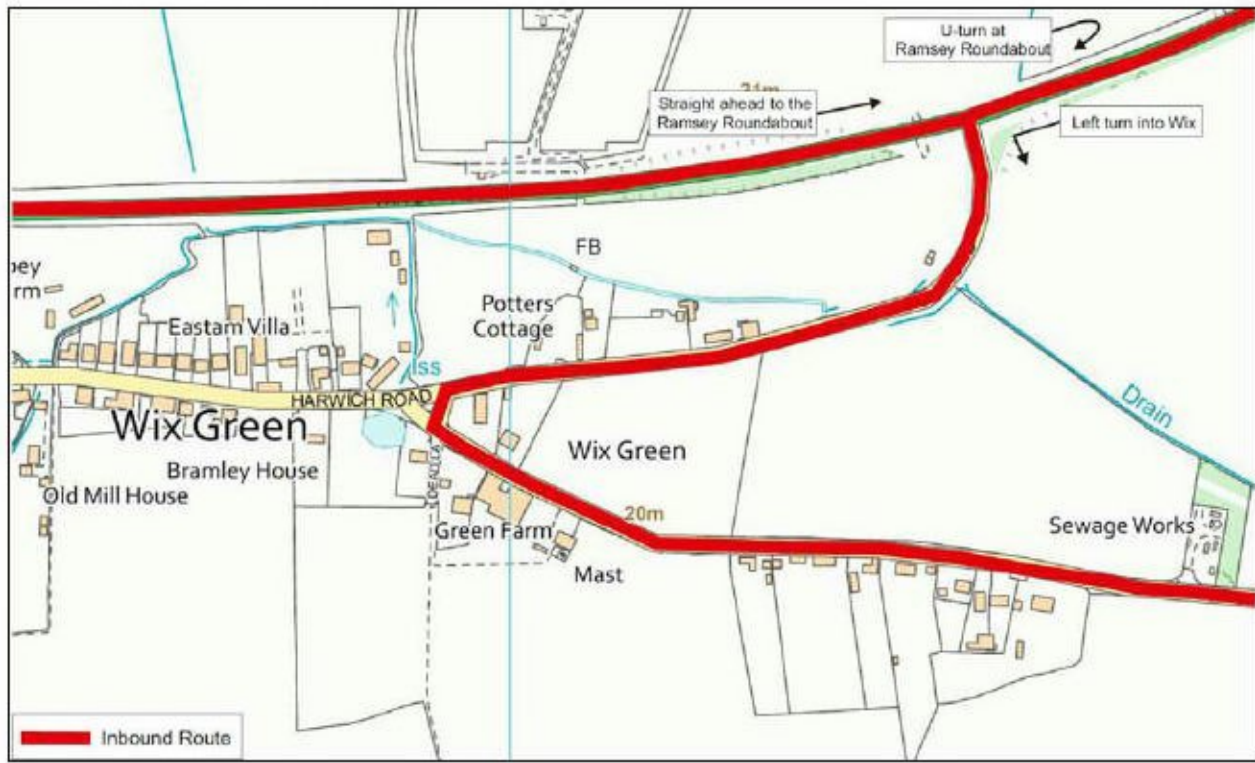 U-turn at
Ramsey Roundabout
21m
Straight ahead to the
Ramsey Roundabout
Left turn into Wix
FB
Potters
Cottage
Eastam Villa
Iss
HARWICH ROAD
Wix Green
Wix Green
Drain
Bramley House
Old Mill House
20m
Green Farm
Sewage Works
Mast
Inbound Route